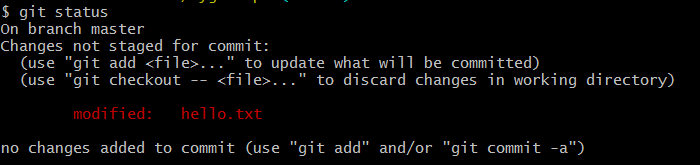 $ git status
On branch master
Changes not staged for commit:
  (use "git add <file>..." to update what will be committed)
  (use "git checkout -- <file>..." to discard changes in working directory)

        modified:   hello.txt

no changes added to commit (use "git add" and/or "git commit -a")